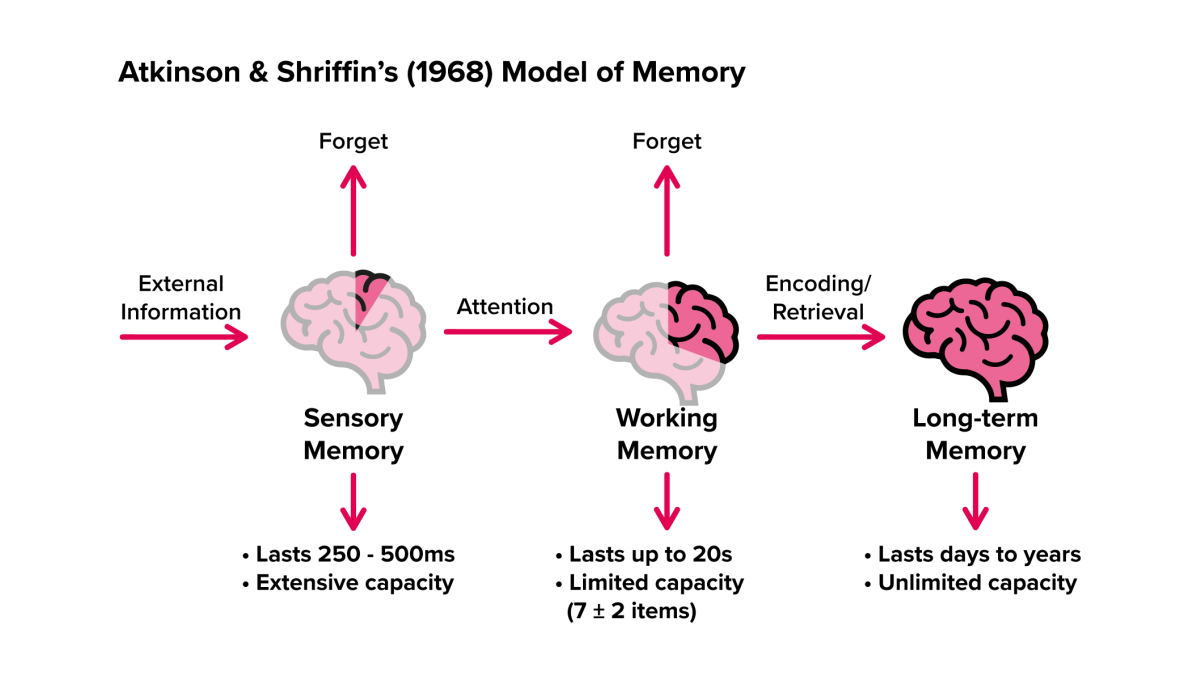 Atkinson & Shriffin’s (1968) Model of Memory
Forget
Forget
External
Information
Attention
Encoding/
Retrieval
Sensory
Memory
Working
Memory
Long-term
Memory
• Lasts 250 - 500ms
• Extensive capacity
• Lasts up to 20s
• Limited capacity
(7 ± 2 items)
• Lasts days to years
• Unlimited capacity